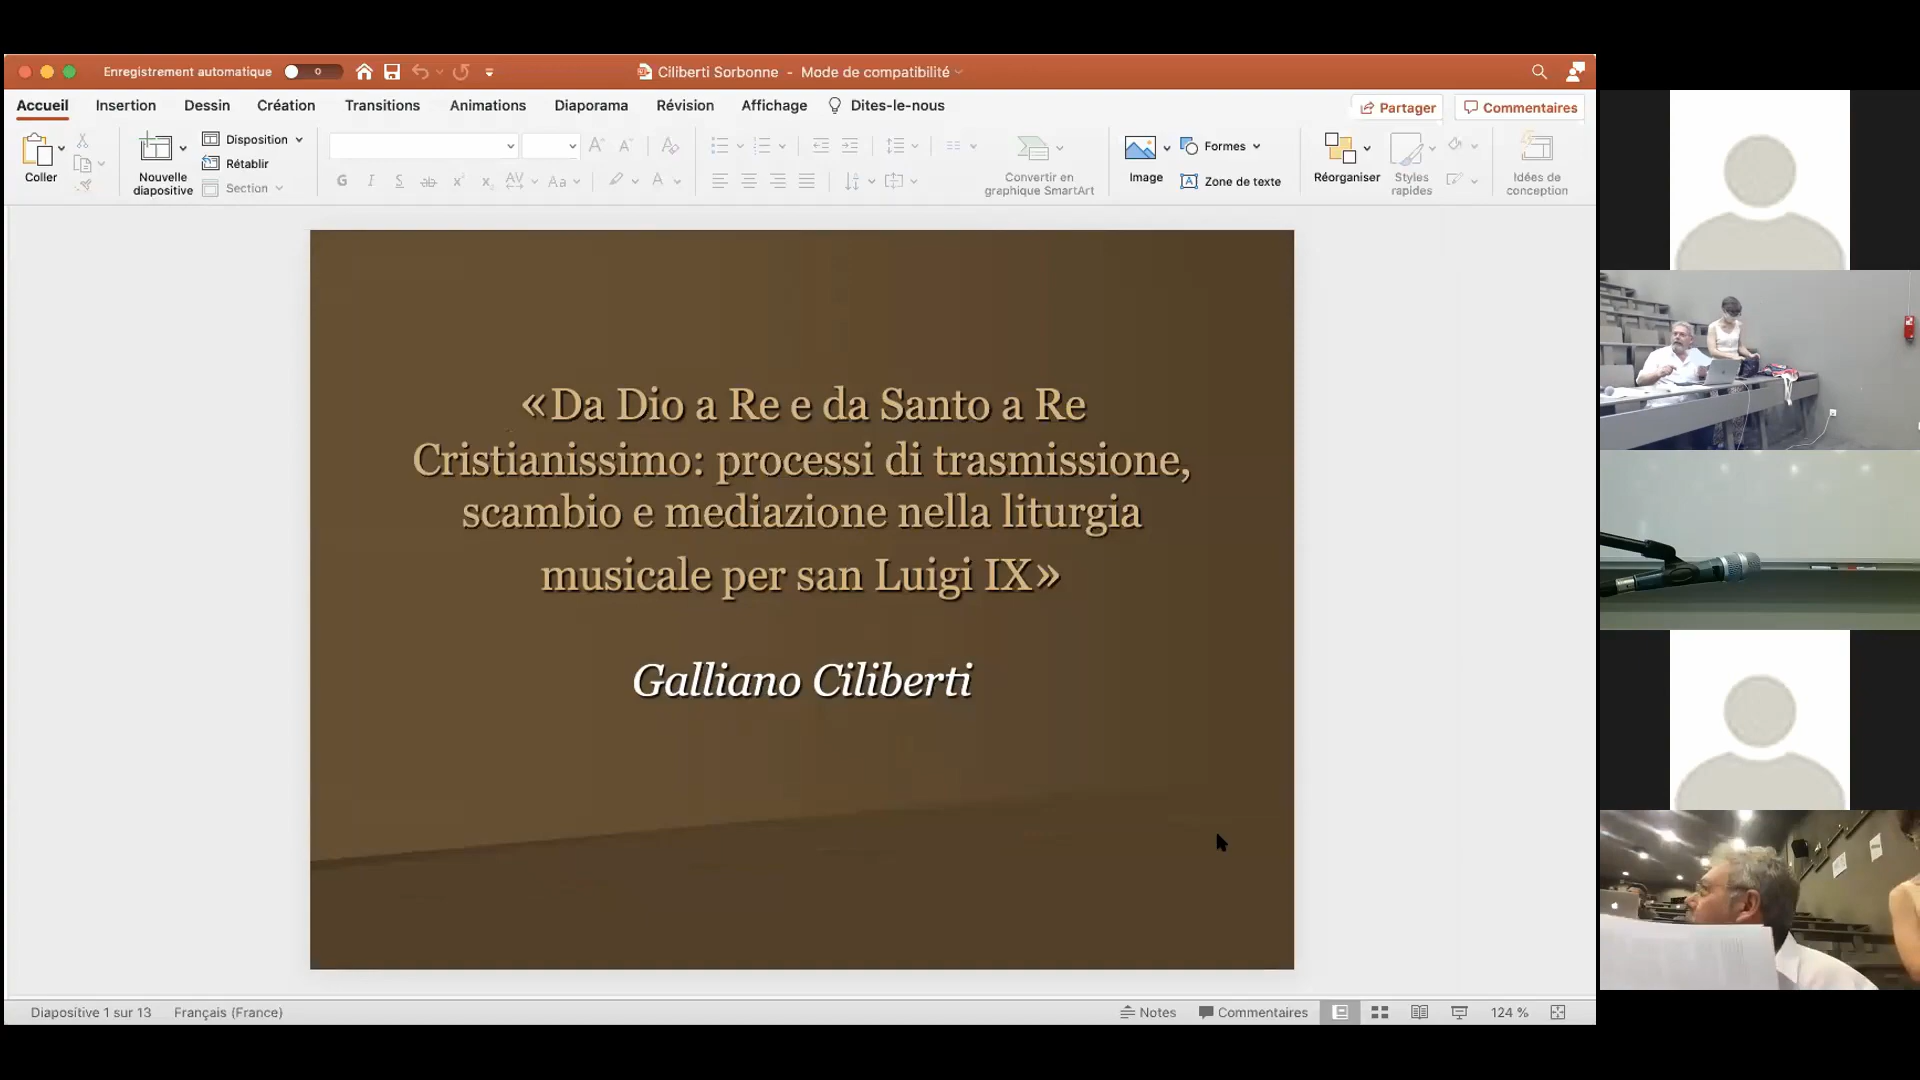 Enregistrement automatique
Ciliberti Sorbonne - Mode de compatibilité
Accueil Insertion Dessin Création Transitions Animations Diaporama Révision Affichage Dites-le-nous
Partager Commentaires
Coller
Nouvelle diapositive
Disposition
Rétablir
Section
Convertir en graphique SmartArt
Image
Formes
Zone de texte
Réorganiser
Styles rapides
Idées de conception
«Da Dio a Re e da Santo a Re
Cristianissimo: processi di trasmissione,
scambio e mediazione nella liturgia
musicale per san Luigi IX»
Galliano Ciliberti
Diapositive 1 sur 13 Français (France)
Notes Commentaires 124 %